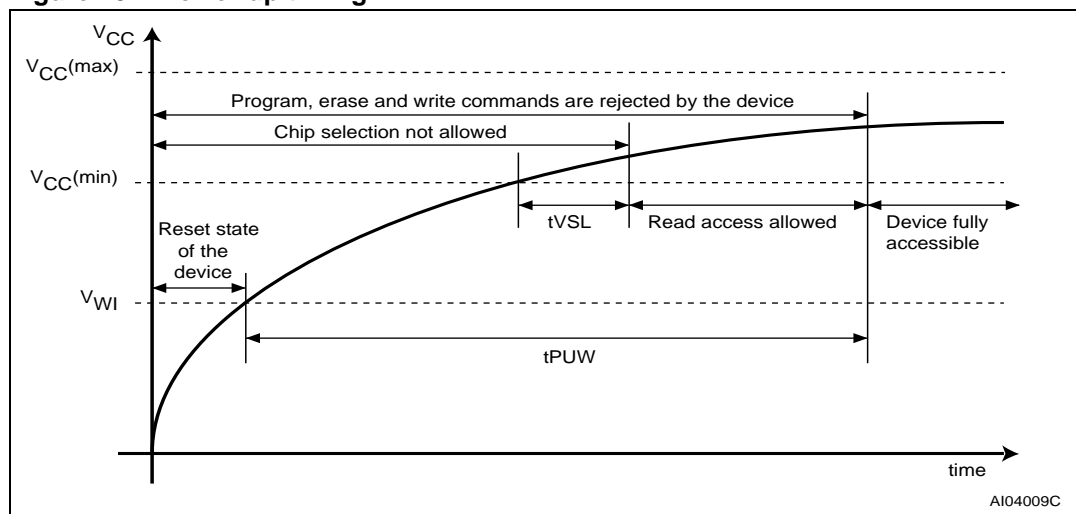 VCC
VCC(max)
Program, erase and write commands are rejected by the device
Chip selection not allowed
VCC(min)
tVSL
Read access allowed
Device fully
accessible
Reset state
of the
device
VWI
tPUW
time
AI04009C